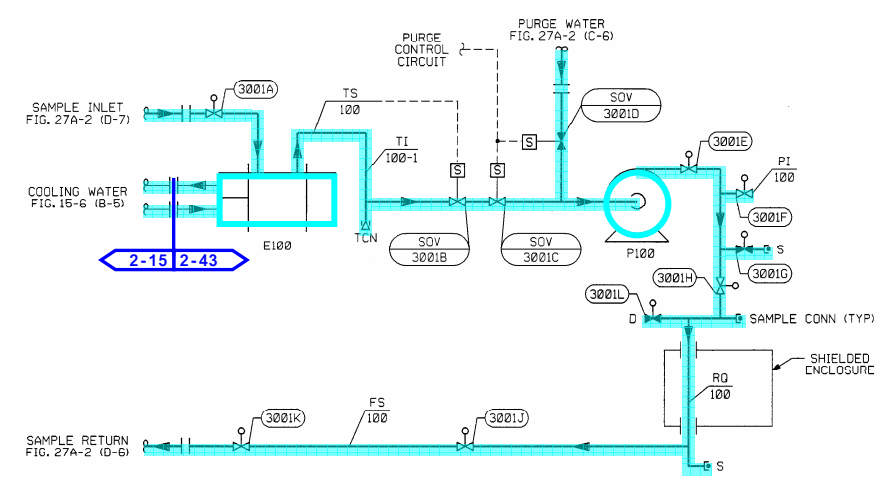 PURGE WATER
FIG. 27A-2 (C-6)
PURGE
CONTROL
CIRCUIT
3001A
SAMPLE INLET
FIG. 27A-2 (D-7)
TS
100
SOV
3001D
TI
100-1
3001E
PI
100
S
S
S
COOLING WATER
FIG. 15-6 (B-5)
3001F
E100
TCN
SOV
3001B
SOV
3001C
P100
S
3001G
2-15 2-43
3001H
3001L
D
SAMPLE CONN (TYP)
SHIELDED
ENCLOSURE
RQ
100
FS
100
3001K
3001J
SAMPLE RETURN
FIG. 27A-2 (D-6)
S